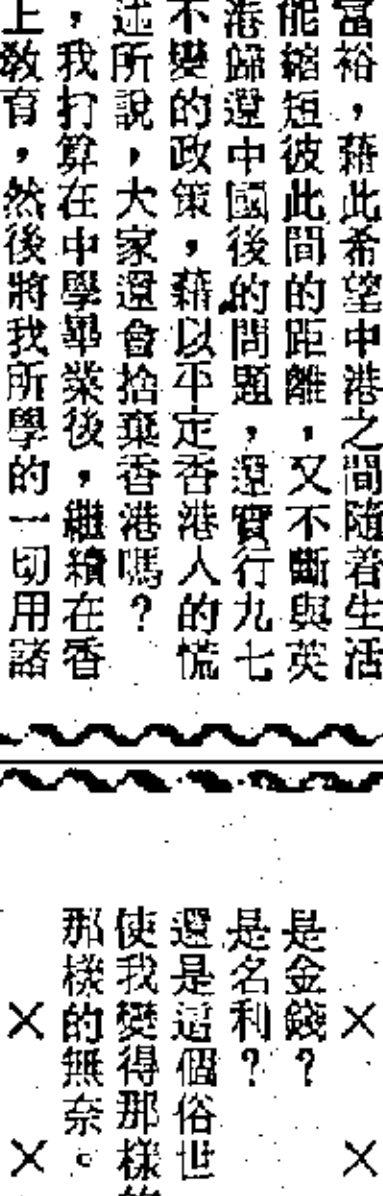 富裕，藉此希望中港之間隨着生活
能縮短彼此間的距離，又不斷與英
港歸還中國後的問題，還實行九七
不變的政策，藉以平定香港人的慌
述所說，大家還會捨棄香港嗎？
，我打算在中學畢業後，繼續在香
上教育，然後將我所學的一切用諸
× ×
是金錢？
是名利？
還是這個俗世
使我變得那樣的
那樣的無奈。
× ×